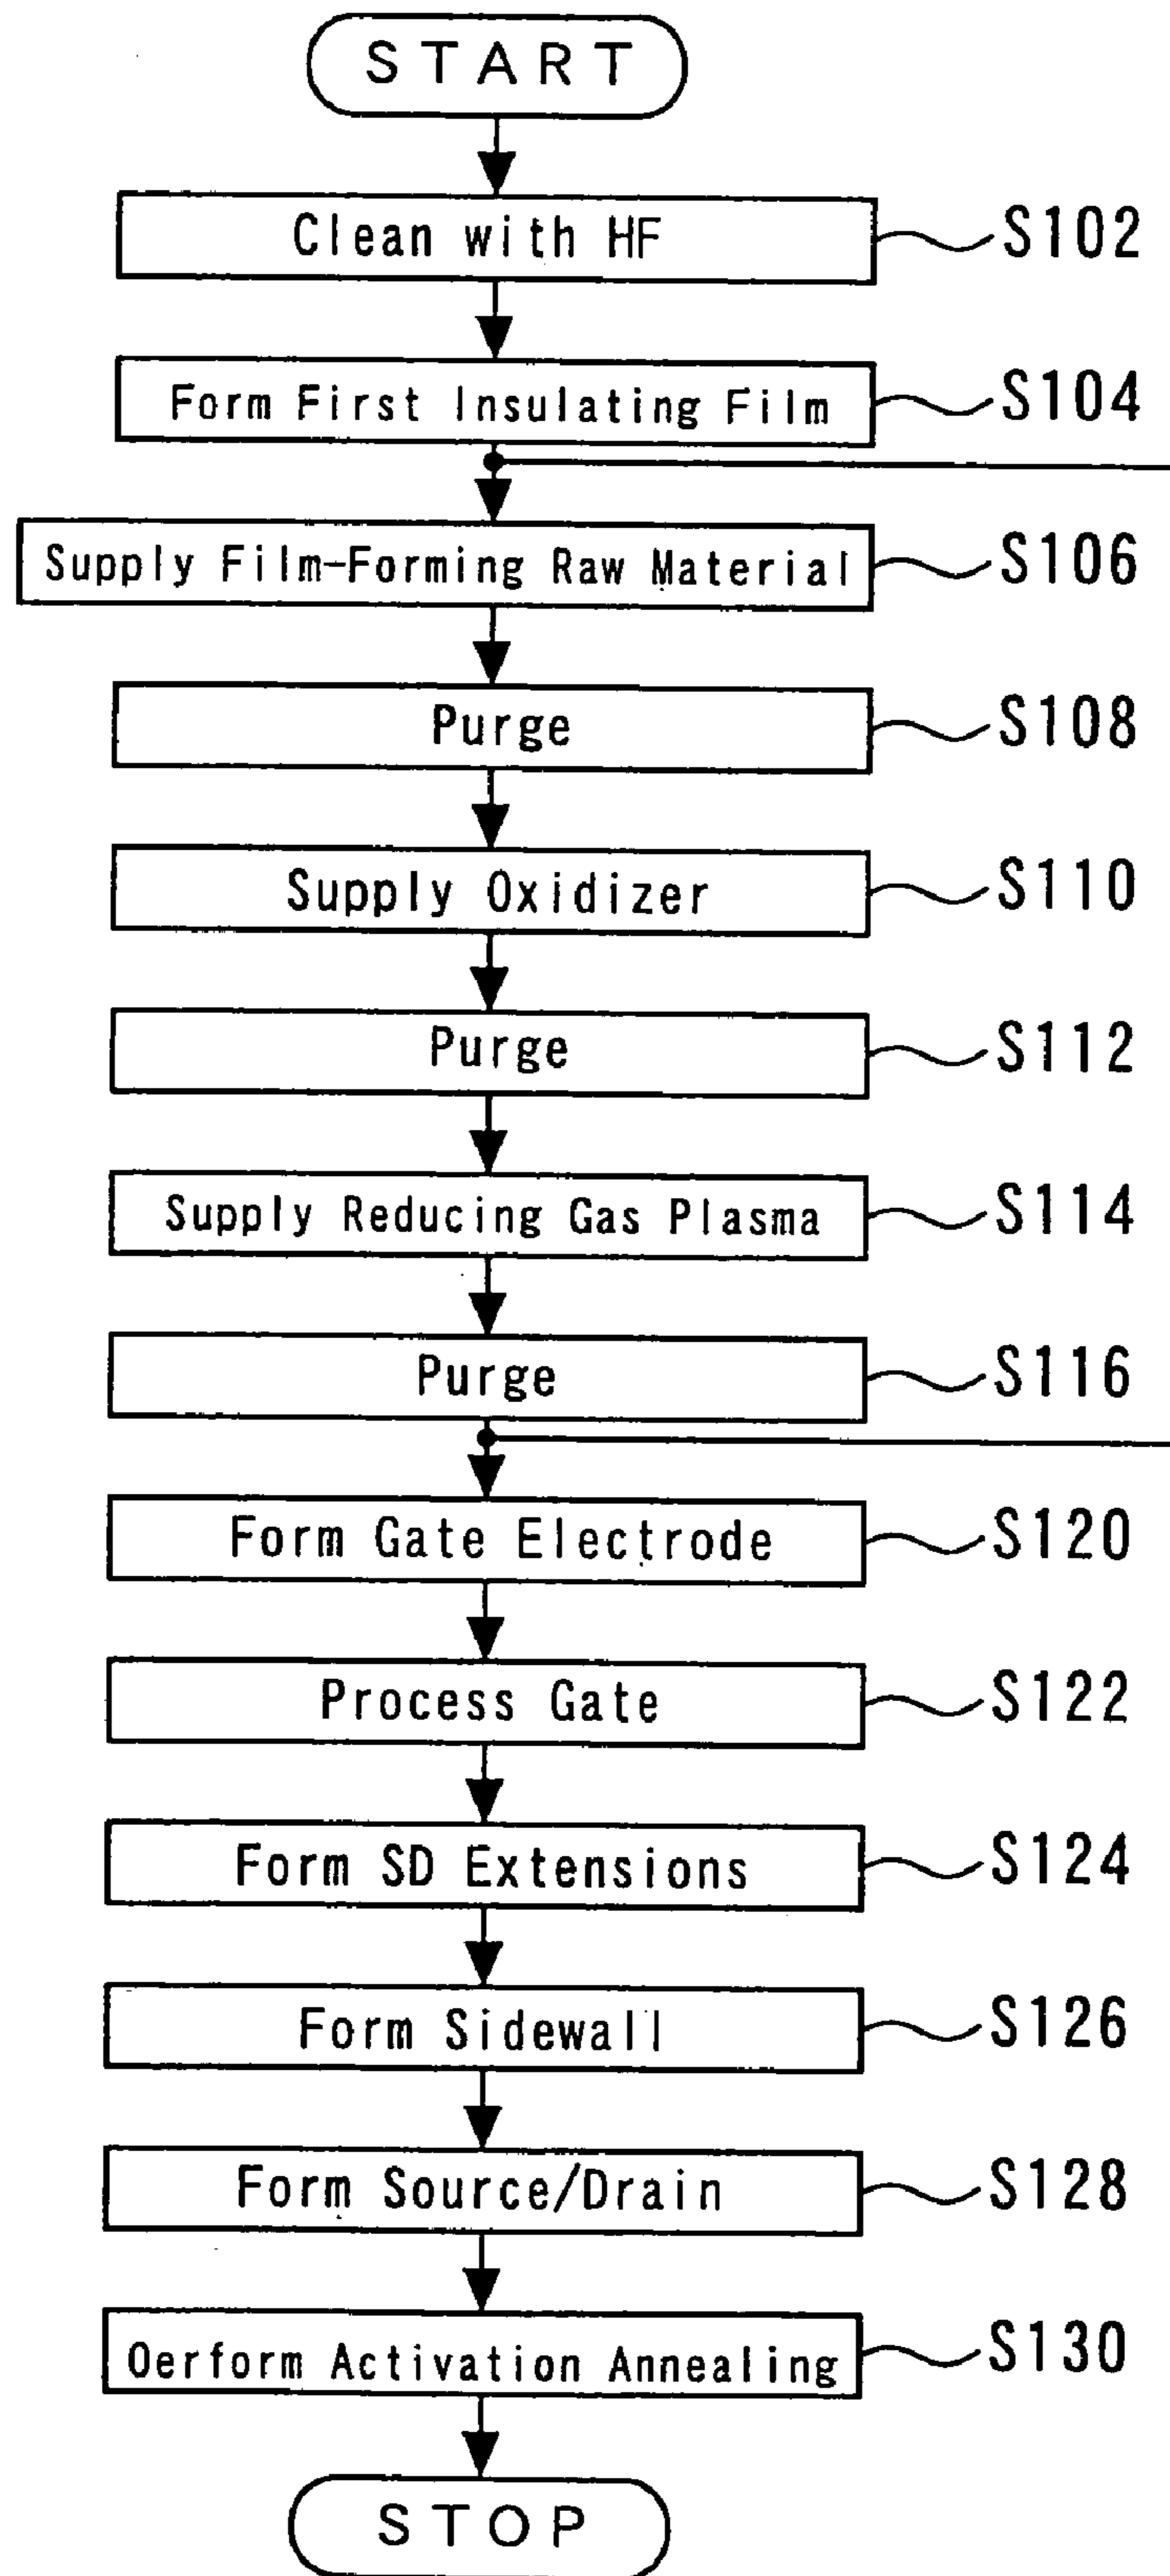 START
Clean with HF
S102
Form First Insulating Film
S104
Supply Film-Forming Raw Material
S106
Purge
S108
Supply Oxidizer
S110
Purge
S112
Supply Reducing Gas Plasma
S114
Purge
S116
Form Gate Electrode
S120
Process Gate
S122
Form SD Extensions
S124
Form Sidewall
S126
Form Source/Drain
S128
Oerform Activation Annealing
S130
STOP